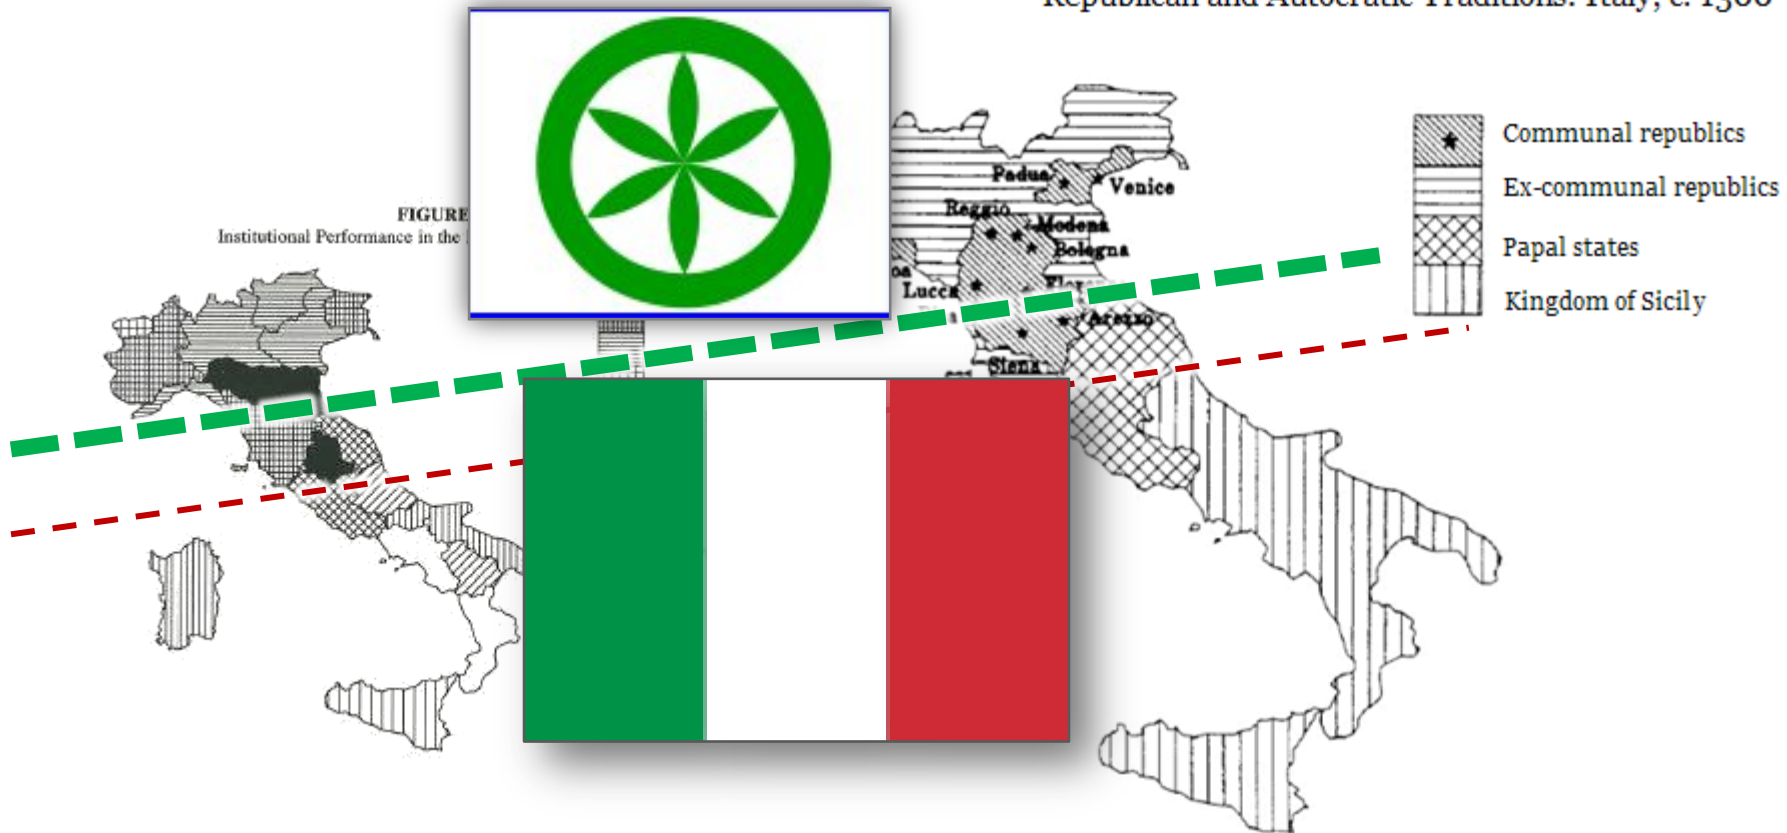 Republican and Autocratic Traditions: Italy, c. 1300
FIGURE
Institutional Performance in the
Padua
Venice
Reggio
Modena
Bologna
Lucca
Arezzo
Siena
Communal republics
Ex-communal republics
Papal states
Kingdom of Sicily